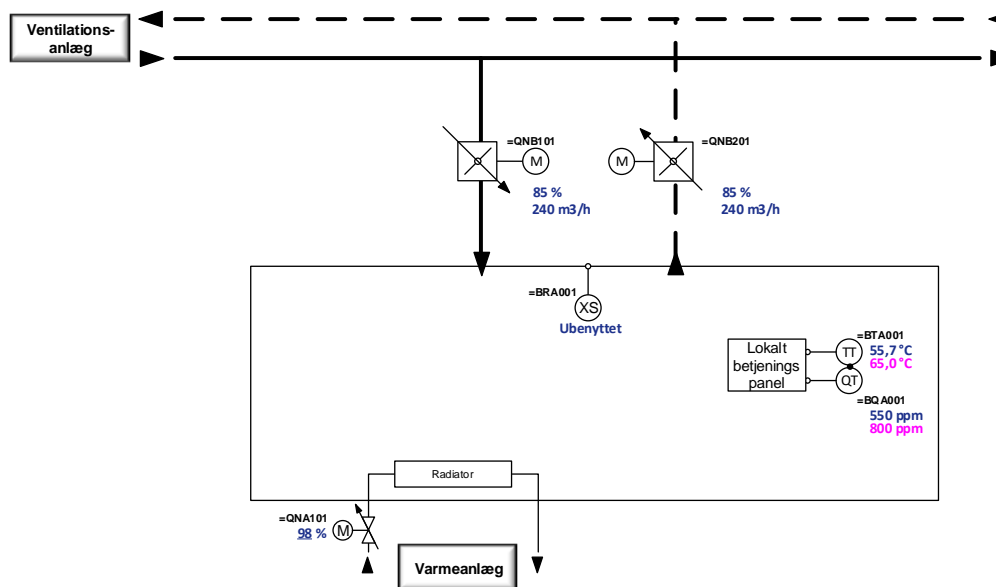 Ventilations-
anlæg
=QNB101
M
85 %
240 m3/h
=QNB201
M
85 %
240 m3/h
=BRA001
XS
Ubenyttet
Lokalt
betjenings
panel
=BTA001
TT
55,7 °C
65,0 °C
QT
=BQA001
550 ppm
800 ppm
Radiator
=QNA101
98 %
M
Varmeanlæg